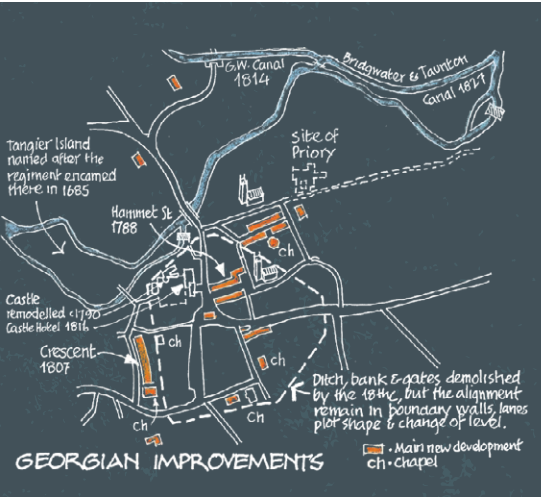 G.W. Canal
1814
Bridgwater & Taunton
Canal 1827
Site of
Priory
Tangier Island
named after the
regiment encamed
there in 1685
Hammet St
1788
ch
Castle
remodelled c1790
Castle Hotel 1816
Crescent
1807
ch
ch
ch
ch
Ditch, bank & gates demolished
by the 18thc, but the alignment
remain in boundary walls, lanes
plot shape & change of level.
GEORGIAN IMPROVEMENTS
• Main new development
ch • Chapel